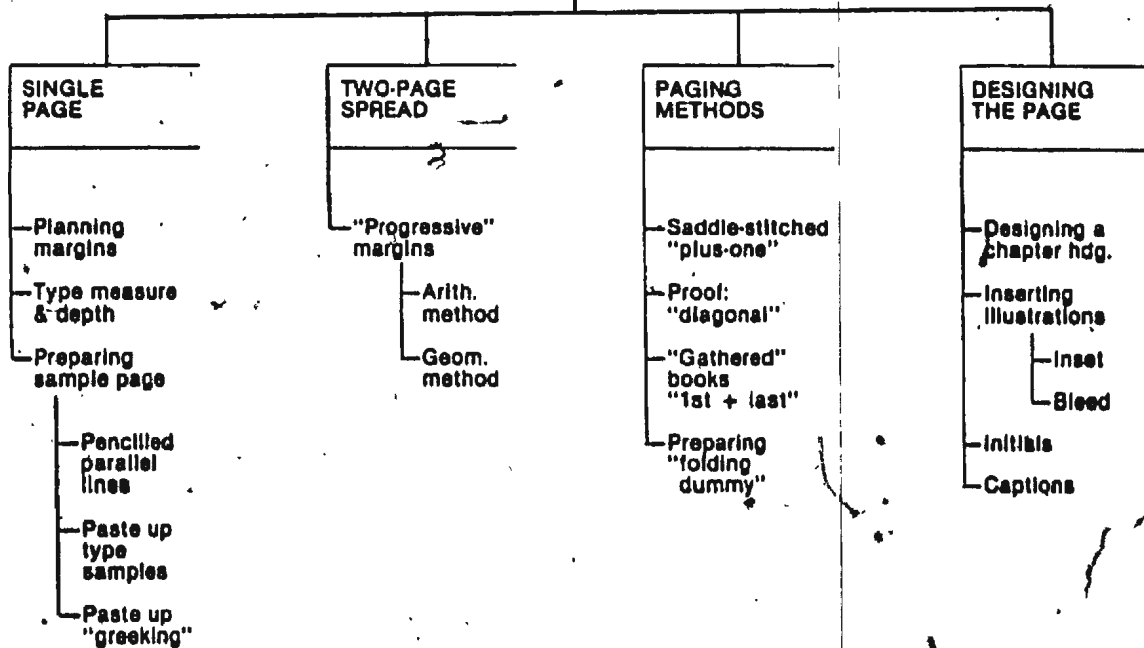 SINGLE
PAGE
Planning
margins
Type measure
& depth
Preparing
sample page
Pencilled
parallel
lines
Paste up
type
samples
Paste up
"greeking"
TWO-PAGE
SPREAD
"Progressive"
margins
Arith.
method
Geom.
method
PAGING
METHODS
Saddle-stitched
"plus-one"
Proof:
"diagonal"
"Gathered"
books
"1st + last"
Preparing
"folding
dummy"
DESIGNING
THE PAGE
Designing a
chapter hdg.
Inserting
illustrations
Inset
Bleed
Initials
Captions